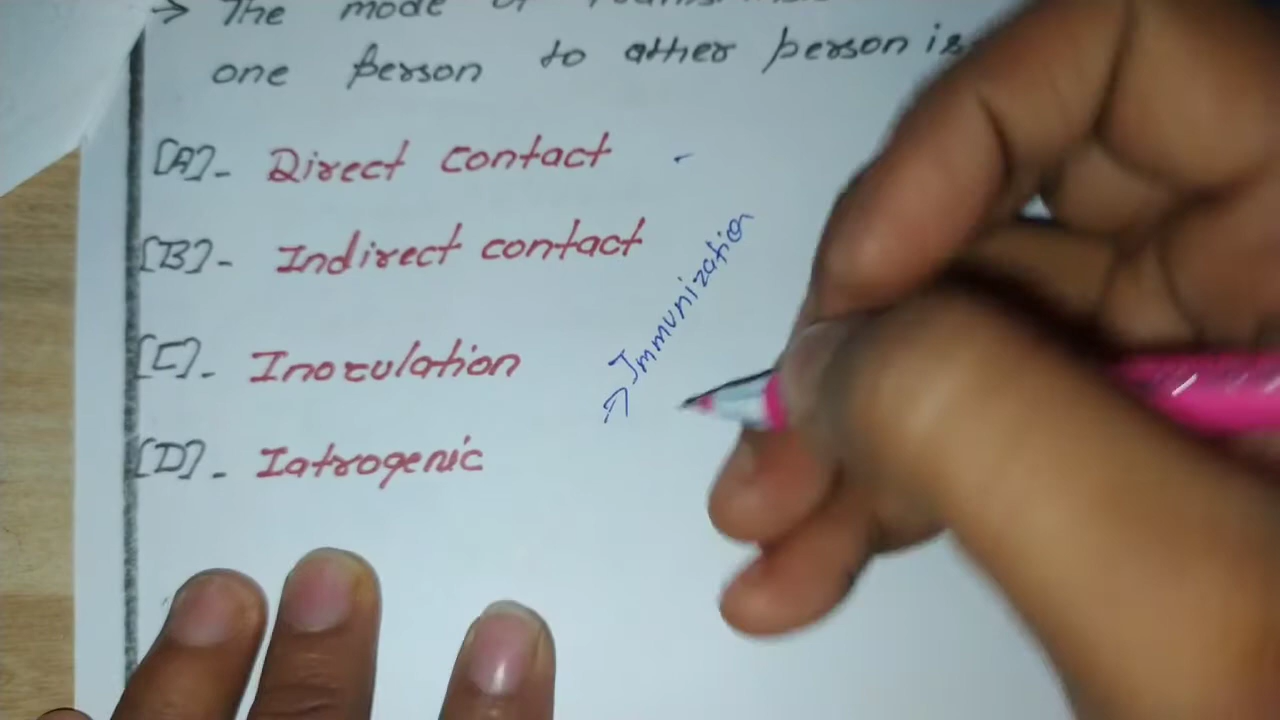 → The mode of
one person to other person is
[A]- Direct contact -
[B]- Indirect contact
[C]- Inoculation
[D]- Iatrogenic
→ Immunization